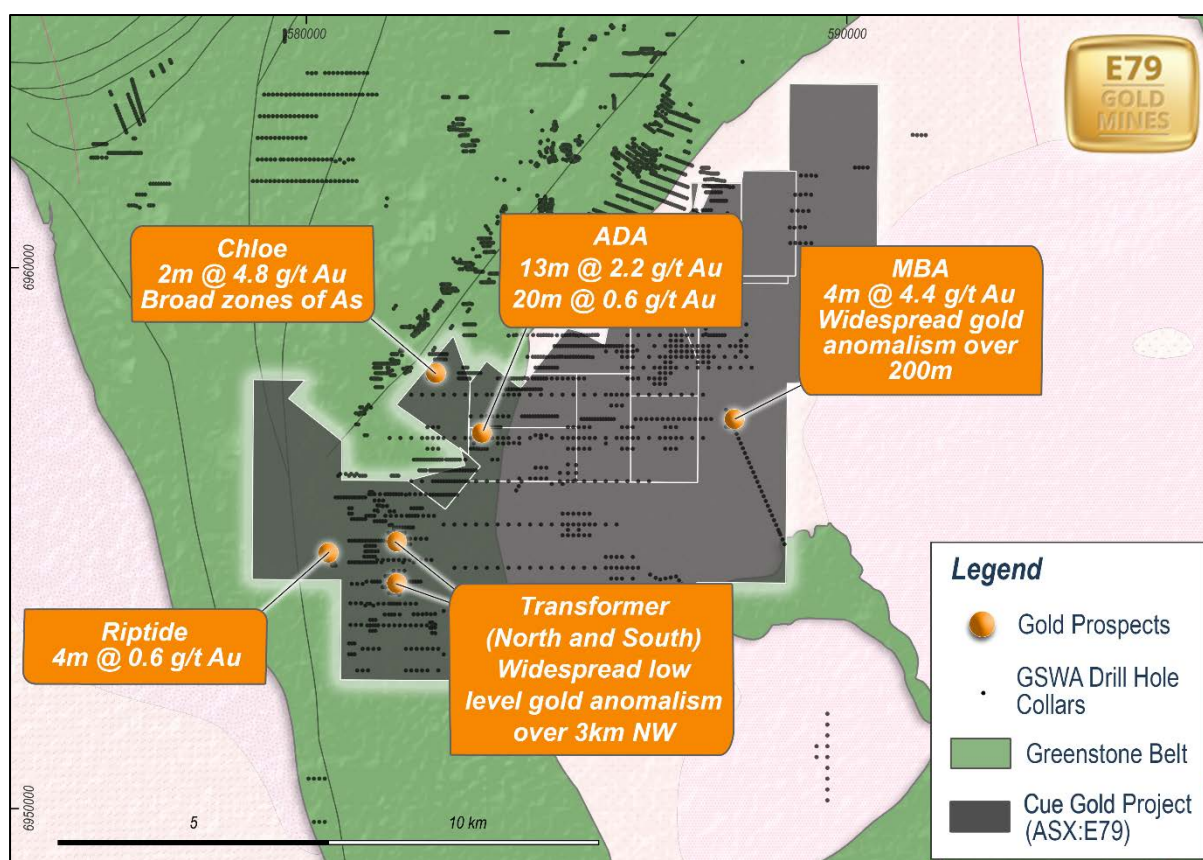 580000
590000
E79
GOLD
MINES
6960000
Chloe
2m @ 4.8 g/t Au
Broad zones of As
ADA
13m @ 2.2 g/t Au
20m @ 0.6 g/t Au
MBA
4m @ 4.4 g/t Au
Widespread gold
anomalism over
200m
Riptide
4m @ 0.6 g/t Au
Transformer
(North and South)
Widespread low
level gold anomalism
over 3km NW
Legend
Gold Prospects
GSWA Drill Hole
Collars
Greenstone Belt
Cue Gold Project
(ASX:E79)
6950000
5
10 km